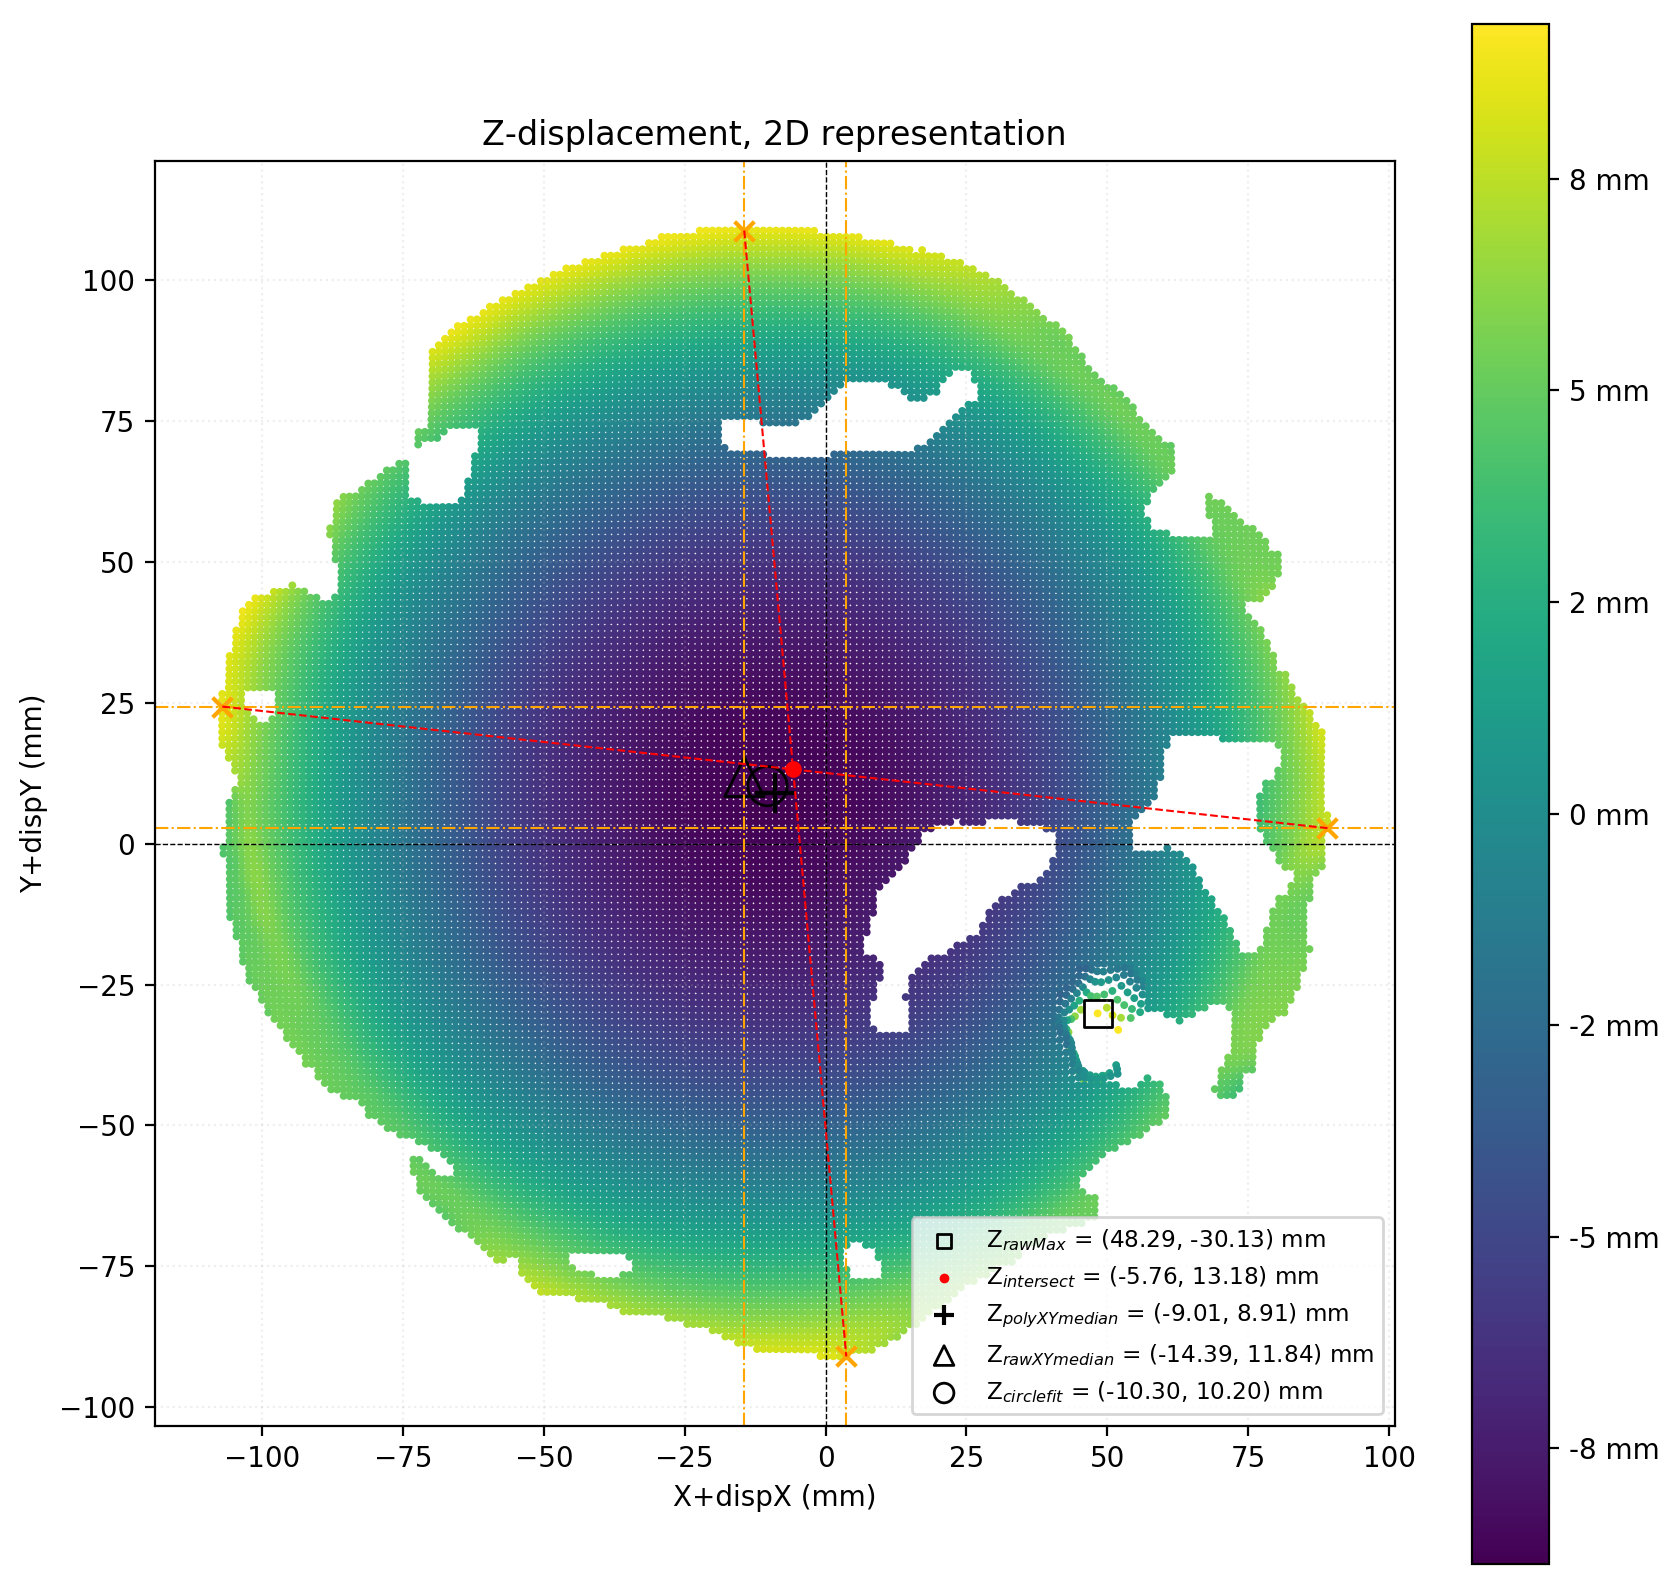 Z-displacement, 2D representation
8 mm
5 mm
2 mm
0 mm
-2 mm
-5 mm
-8 mm
100
75
50
25
0
−25
−50
−75
−100
Y+dispY (mm)
Z_rawMax = (48.29, -30.13) mm
Z_intersect = (-5.76, 13.18) mm
Z_polyXYmedian = (-9.01, 8.91) mm
Z_rawXYmedian = (-14.39, 11.84) mm
Z_circlefit = (-10.30, 10.20) mm
−100 −75 −50 −25 0 25 50 75 100
X+dispX (mm)